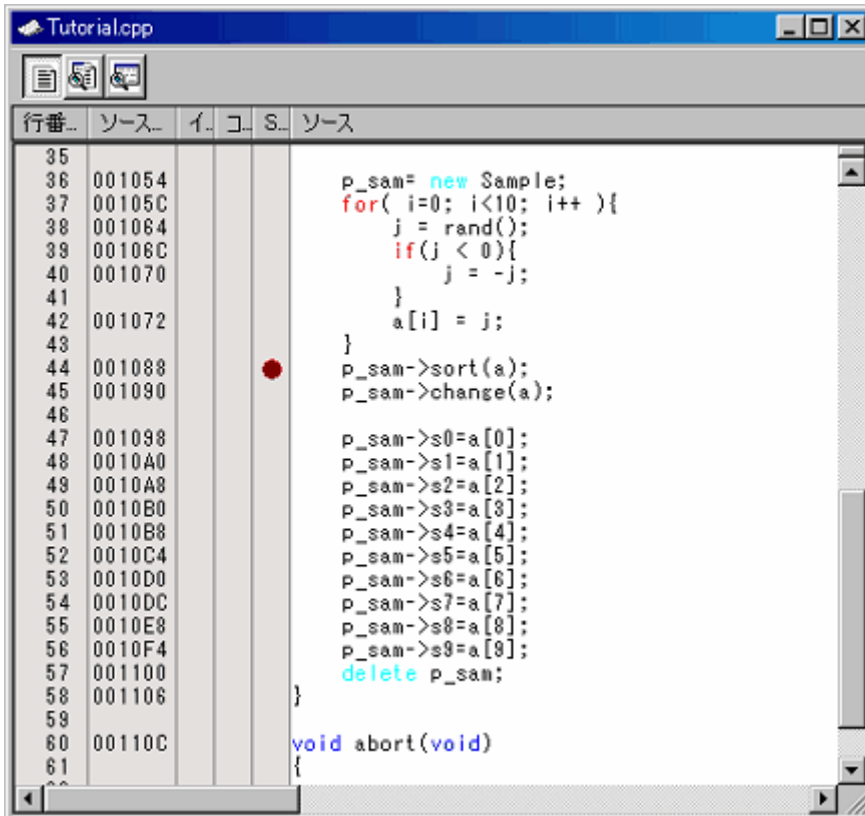 Tutorial.cpp
行番... ソース... イ.. コ.. S... ソース
35
36 001054 p_sam= new Sample;
37 00105C for( i=0; i<10; i++ ){
38 001064 j = rand();
39 00106C if(j < 0){
40 001070 j = -j;
41 }
42 001072 a[i] = j;
43 }
44 001088 p_sam->sort(a);
45 001090 p_sam->change(a);
46
47 001098 p_sam->s0=a[0];
48 0010A0 p_sam->s1=a[1];
49 0010A8 p_sam->s2=a[2];
50 0010B0 p_sam->s3=a[3];
51 0010B8 p_sam->s4=a[4];
52 0010C4 p_sam->s5=a[5];
53 0010D0 p_sam->s6=a[6];
54 0010DC p_sam->s7=a[7];
55 0010E8 p_sam->s8=a[8];
56 0010F4 p_sam->s9=a[9];
57 001100 delete p_sam;
58 001106 }
59
60 00110C void abort(void)
61 {